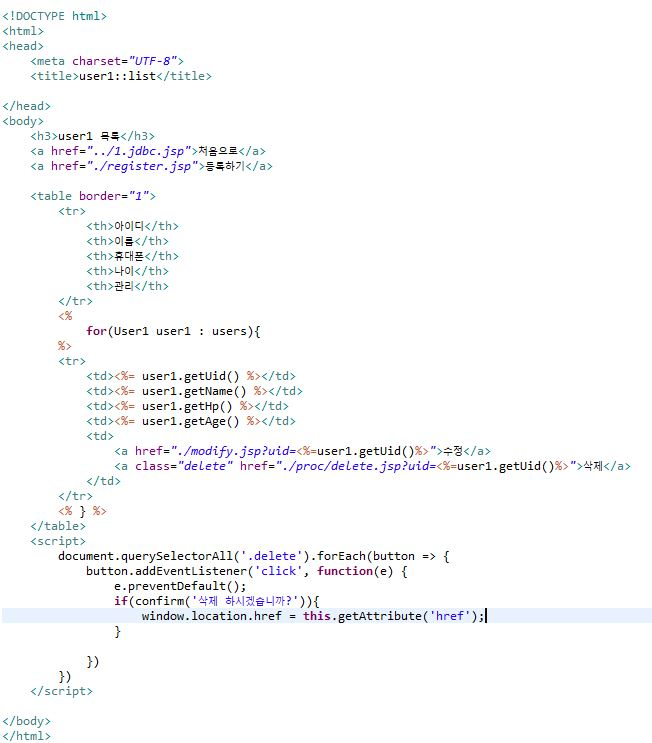 <!DOCTYPE html>
<html>
<head>
    <meta charset="UTF-8">
    <title>user1::list</title>

</head>
<body>
    <h3>user1 목록</h3>
    <a href="../1.jdbc.jsp">처음으로</a>
    <a href="./register.jsp">등록하기</a>

    <table border="1">
        <tr>
            <th>아이디</th>
            <th>이름</th>
            <th>휴대폰</th>
            <th>나이</th>
            <th>관리</th>
        </tr>
        <%
            for(User1 user1 : users){
        %>
        <tr>
            <td><%= user1.getUid() %></td>
            <td><%= user1.getName() %></td>
            <td><%= user1.getHp() %></td>
            <td><%= user1.getAge() %></td>
            <td>
                <a href="./modify.jsp?uid=<%=user1.getUid()%>">수정</a>
                <a class="delete" href="./proc/delete.jsp?uid=<%=user1.getUid()%>">삭제</a>
            </td>
        </tr>
        <% } %>
    </table>
    <script>
        document.querySelectorAll('.delete').forEach(button => {
            button.addEventListener('click', function(e) {
                e.preventDefault();
                if(confirm('삭제 하시겠습니까?')){
                    window.location.href = this.getAttribute('href');
                }

            })
        })
    </script>

</body>
</html>